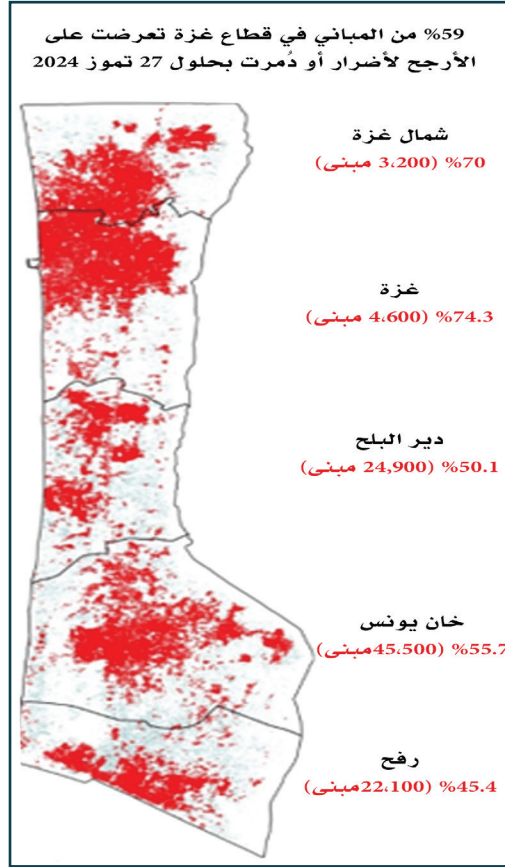 %59 من المباني في قطاع غزة تعرضت على
الأرجح لأضرار أو دُمرت بحلول 27 تموز 2024
شمال غزة
%70 (3،200 مبنى)
غزة
%74.3 (4،600 مبنى)
دير البلح
%50.1 (24,900 مبنى)
خان يونس
%55.7 (45،500مبنى)
رفح
%45.4 (22،100مبنى)